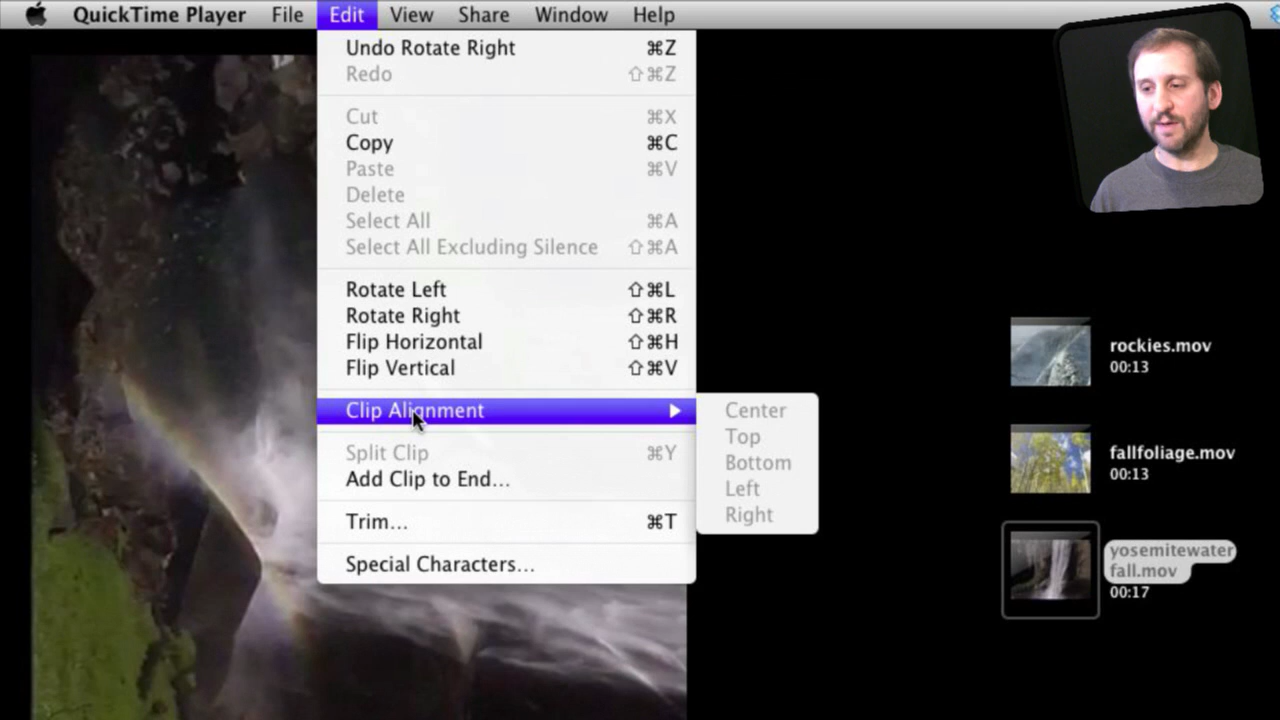 QuickTime Player File Edit View Share Window Help
Undo Rotate Right ⌘Z
Redo ⇧⌘Z
Cut ⌘X
Copy ⌘C
Paste ⌘V
Delete
Select All ⌘A
Select All Excluding Silence ⇧⌘A
Rotate Left ⇧⌘L
Rotate Right ⇧⌘R
Flip Horizontal ⇧⌘H
Flip Vertical ⇧⌘V
Clip Alignment
Center
Top
Bottom
Left
Right
Split Clip ⌘Y
Add Clip to End...
Trim... ⌘T
Special Characters...
rockies.mov
00:13
fallfoliage.mov
00:13
yosemitewater
fall.mov
00:17